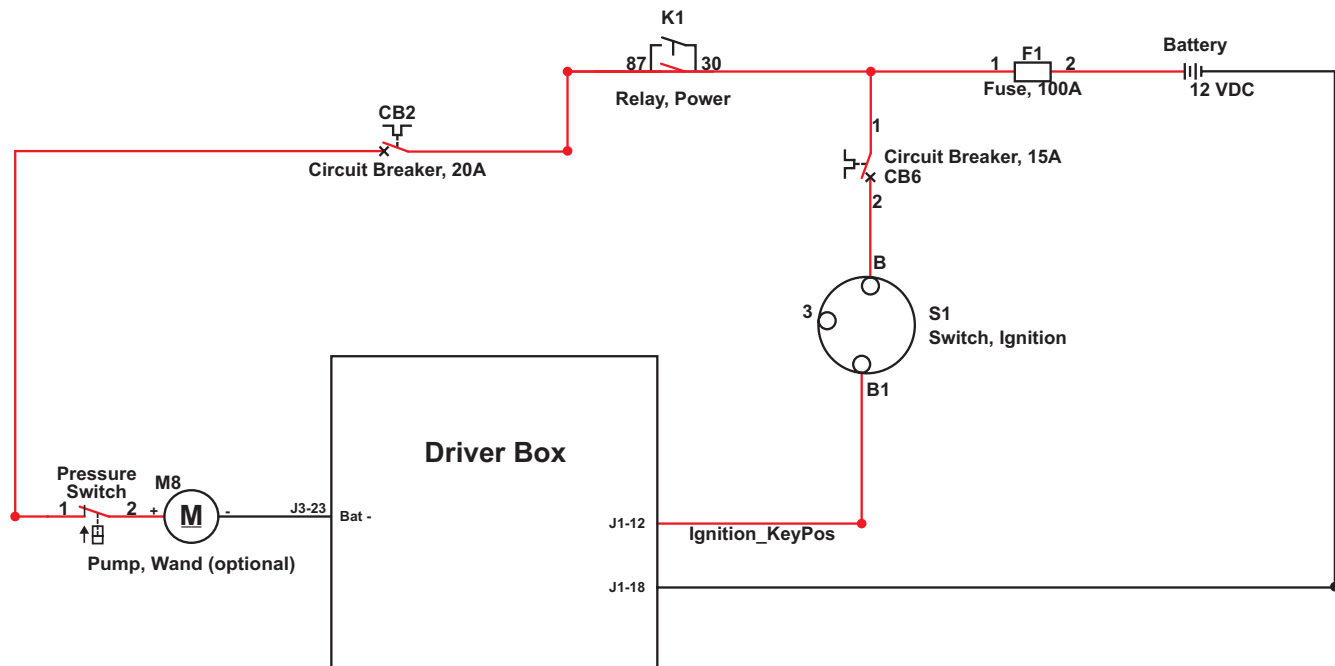 K1
87 30
Relay, Power
1 F1 2
Fuse, 100A
Battery
12 VDC
CB2
Circuit Breaker, 20A
1
Circuit Breaker, 15A
CB6
2
B
3
S1
Switch, Ignition
B1
Driver Box
Pressure
Switch
1 2
M8
+ M -
J3-23
Bat -
Pump, Wand (optional)
J1-12
Ignition_KeyPos
J1-18